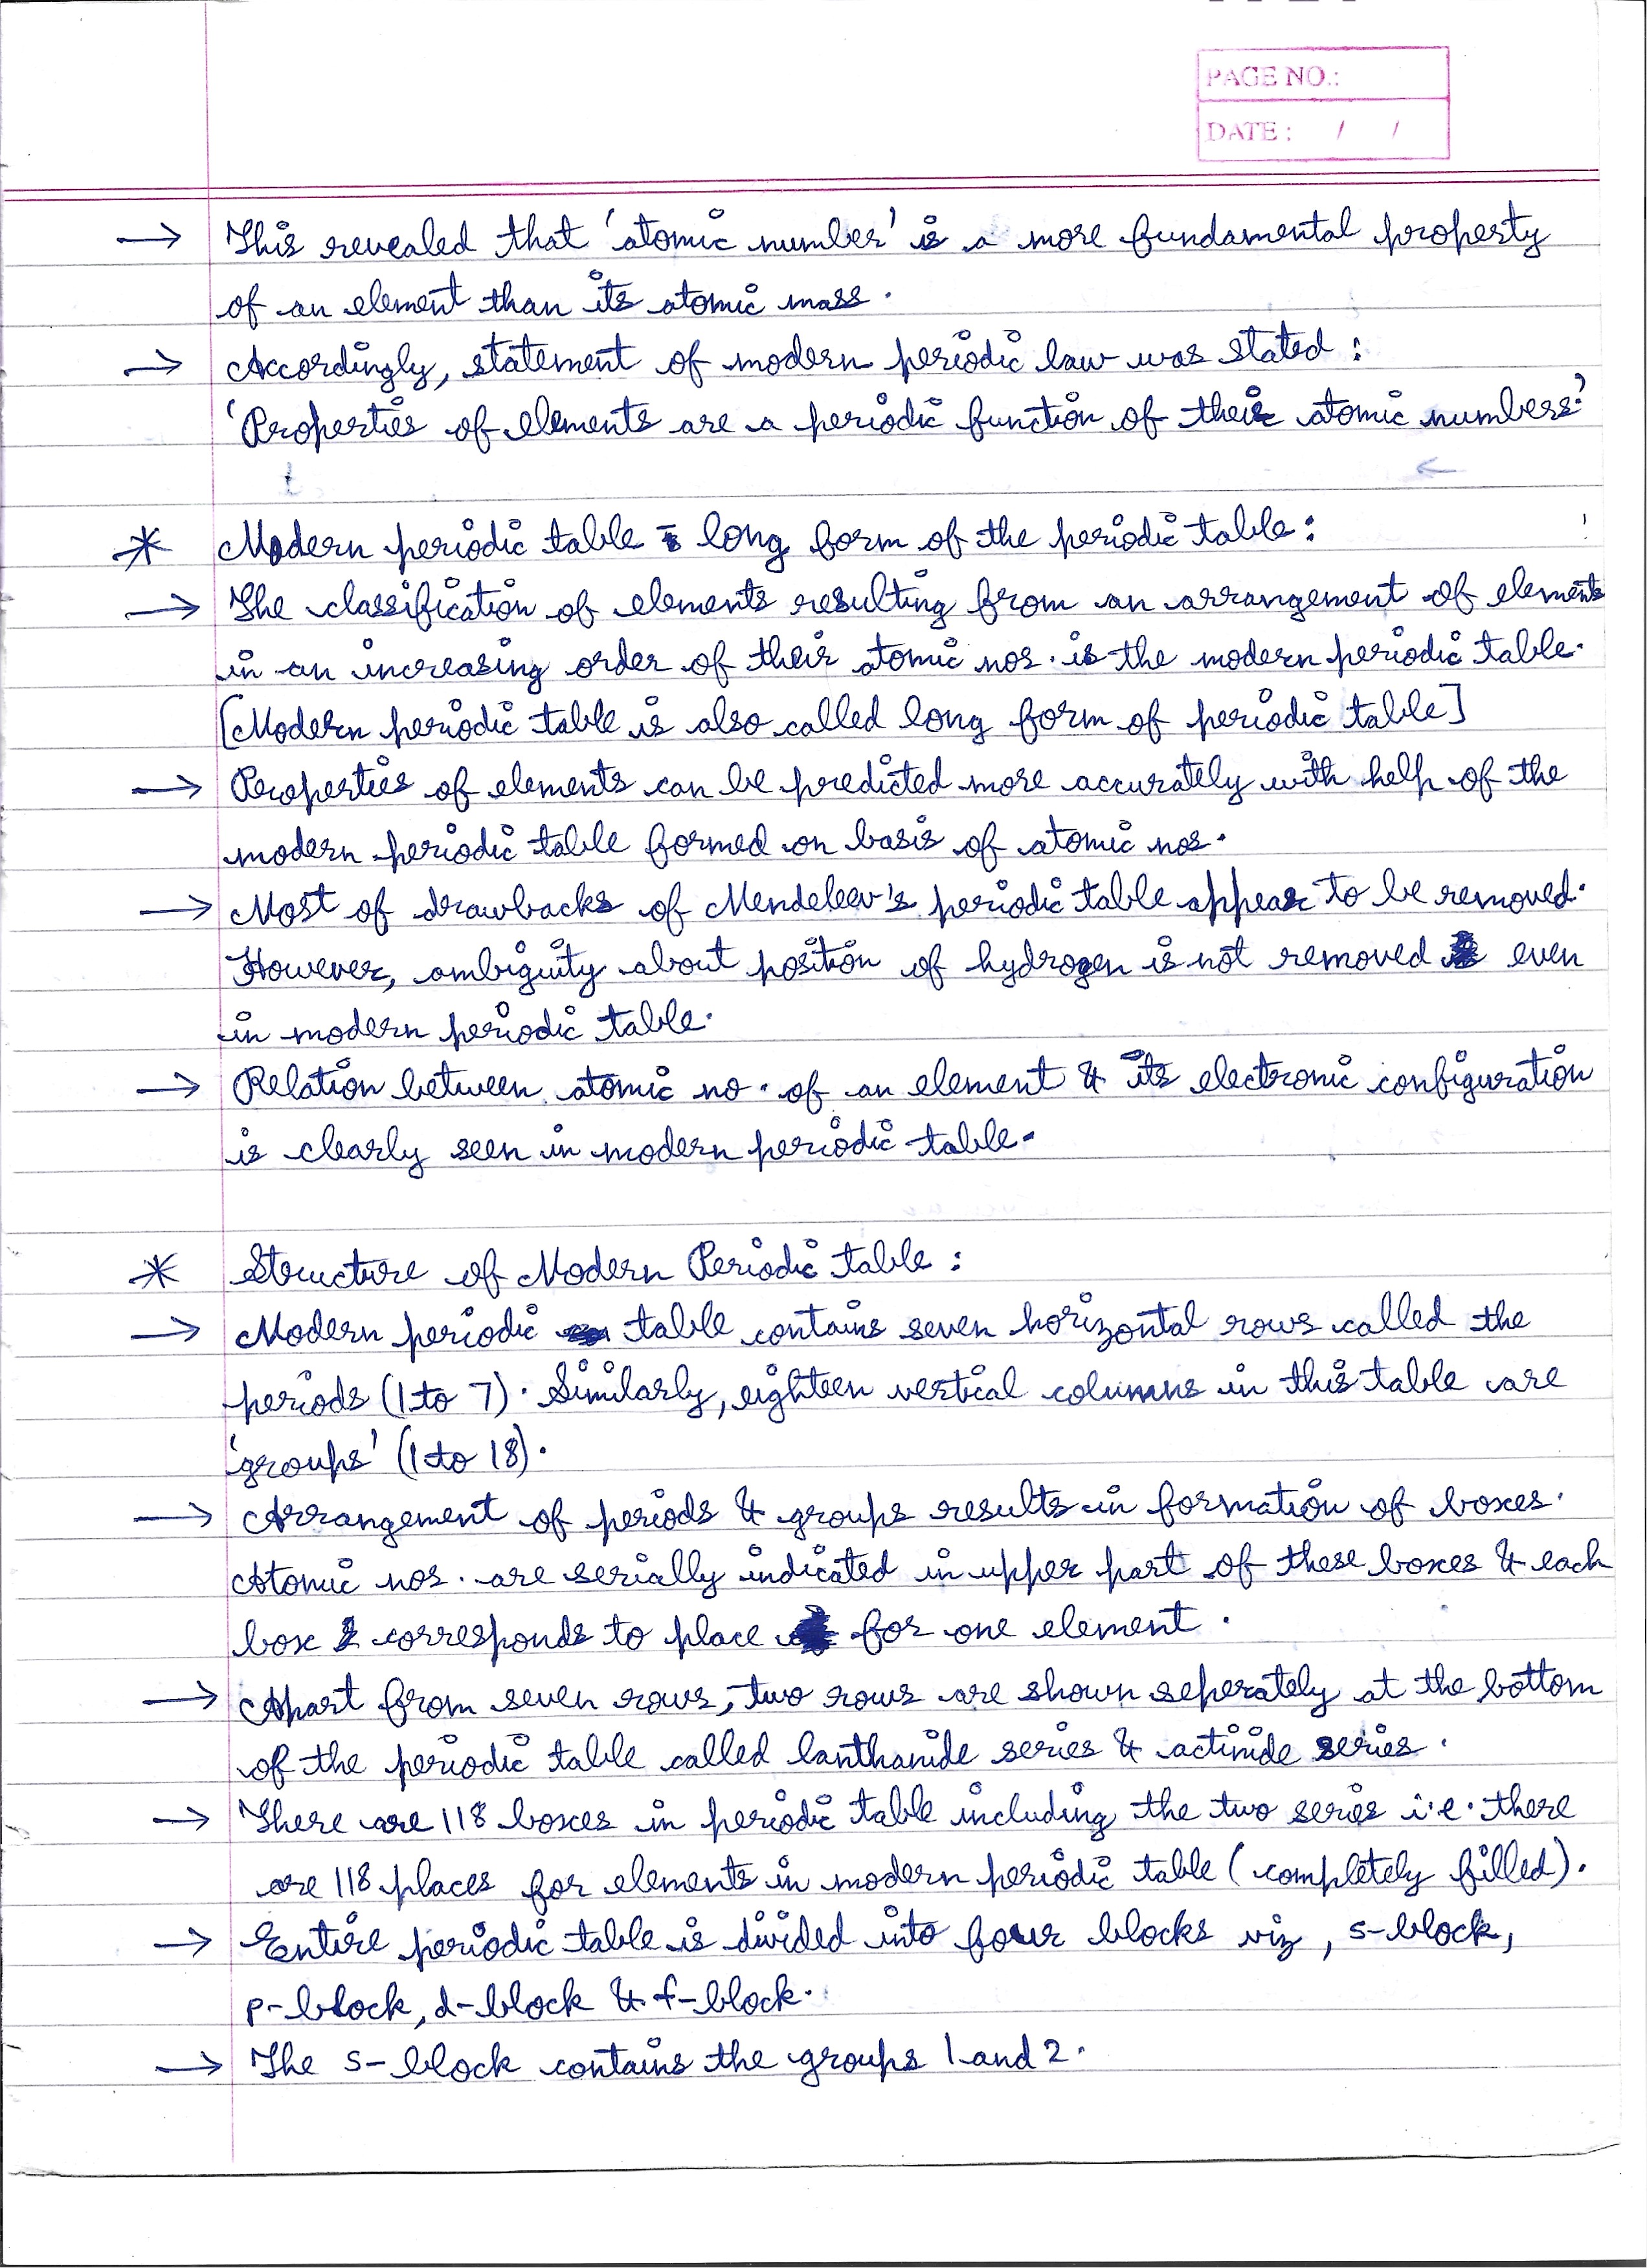 PAGE NO.:
DATE : / /
→ This revealed that 'atomic number' is a more fundamental property
of an element than its atomic mass.
→ Accordingly, statement of modern periodic law was stated :
'Properties of elements are a periodic function of their atomic numbers.'
* Modern periodic table - long form of the periodic table :
→ The classification of elements resulting from an arrangement of elements
in an increasing order of their atomic nos. is the modern periodic table.
[Modern periodic table is also called long form of periodic table]
→ Properties of elements can be predicted more accurately with help of the
modern periodic table formed on basis of atomic nos.
→ Most of drawbacks of Mendeleev's periodic table appear to be removed.
However, ambiguity about position of hydrogen is not removed even
in modern periodic table.
→ Relation between atomic no. of an element & its electronic configuration
is clearly seen in modern periodic table.
* Structure of Modern Periodic table :
→ Modern periodic table contains seven horizontal rows called the
periods (1 to 7). Similarly, eighteen vertical columns in this table are
'groups' (1 to 18).
→ Arrangement of periods & groups results in formation of boxes.
Atomic nos. are serially indicated in upper part of these boxes & each
box corresponds to place for one element.
→ Apart from seven rows, two rows are shown seperately at the bottom
of the periodic table called lanthanide series & actinide series.
→ There are 118 boxes in periodic table including the two series i.e. there
are 118 places for elements in modern periodic table (completely filled).
→ Entire periodic table is divided into four blocks viz, s-block,
p-block, d-block & f-block.
→ The s-block contains the groups 1 and 2.